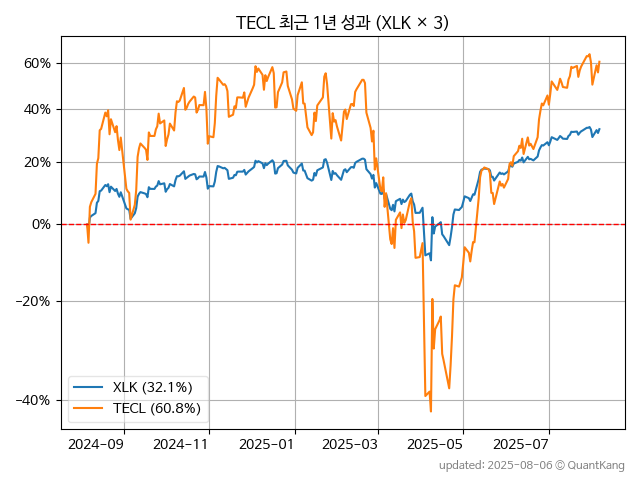 TECL 최근 1년 성과 (XLK × 3)
60%
40%
20%
0%
−20%
−40%
XLK (32.1%)
TECL (60.8%)
2024-09 2024-11 2025-01 2025-03 2025-05 2025-07
updated: 2025-08-06 © QuantKang